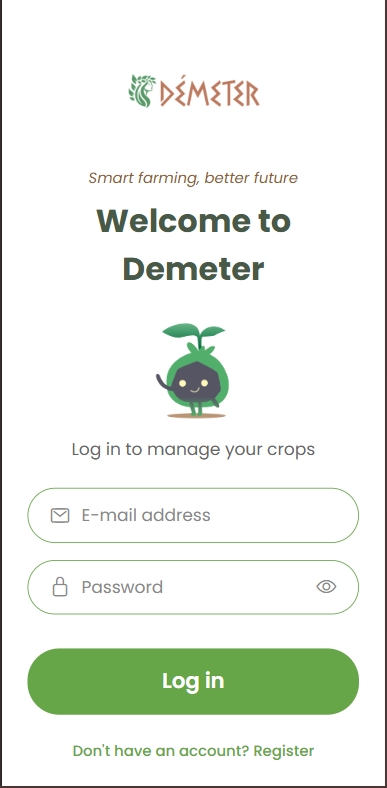 DÉMETER
Smart farming, better future
Welcome to
Demeter
Log in to manage your crops
E-mail address
Password
Log in
Don't have an account? Register